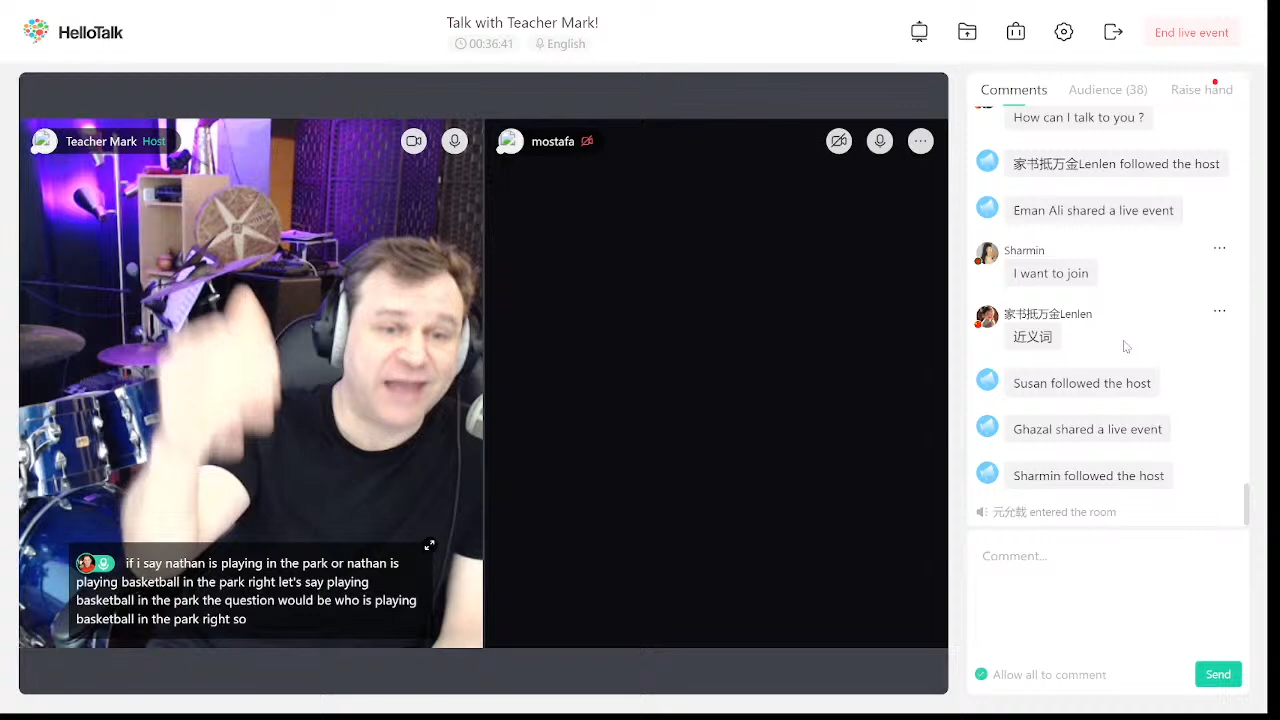 HelloTalk
Talk with Teacher Mark!
00:36:41
English
End live event
Teacher Mark Host
mostafa
if i say nathan is playing in the park or nathan is
playing basketball in the park right let's say playing
basketball in the park the question would be who is playing
basketball in the park right so
Comments
Audience (38)
Raise hand
How can I talk to you ?
家书抵万金Lenlen followed the host
Eman Ali shared a live event
Sharmin
I want to join
家书抵万金Lenlen
近义词
Susan followed the host
Ghazal shared a live event
Sharmin followed the host
元允载 entered the room
Comment...
Allow all to comment
Send